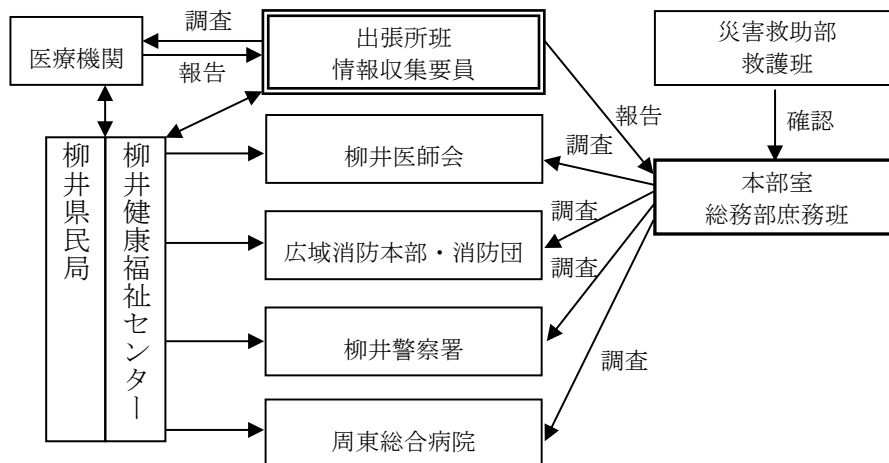 調査
医療機関
報告
出張所班
情報収集要員
災害救助部
救護班
報告
確認
柳井県民局
柳井健康福祉センター
柳井医師会
調査
本部室
総務部庶務班
調査
広域消防本部・消防団
調査
柳井警察署
調査
周東総合病院